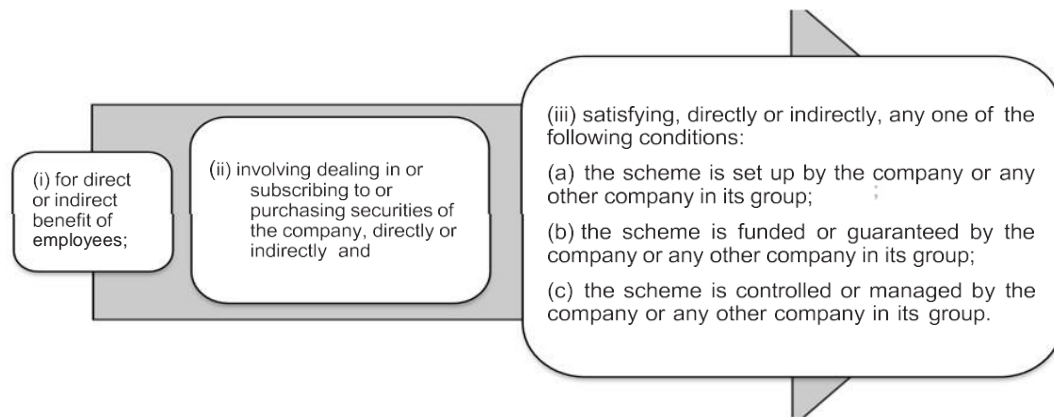 (i) for direct
or indirect
benefit of
employees;
(ii) involving dealing in or
subscribing to or
purchasing securities of
the company, directly or
indirectly and
(iii) satisfying, directly or indirectly, any one of the
following conditions:
(a) the scheme is set up by the company or any
other company in its group;
(b) the scheme is funded or guaranteed by the
company or any other company in its group;
(c) the scheme is controlled or managed by the
company or any other company in its group.